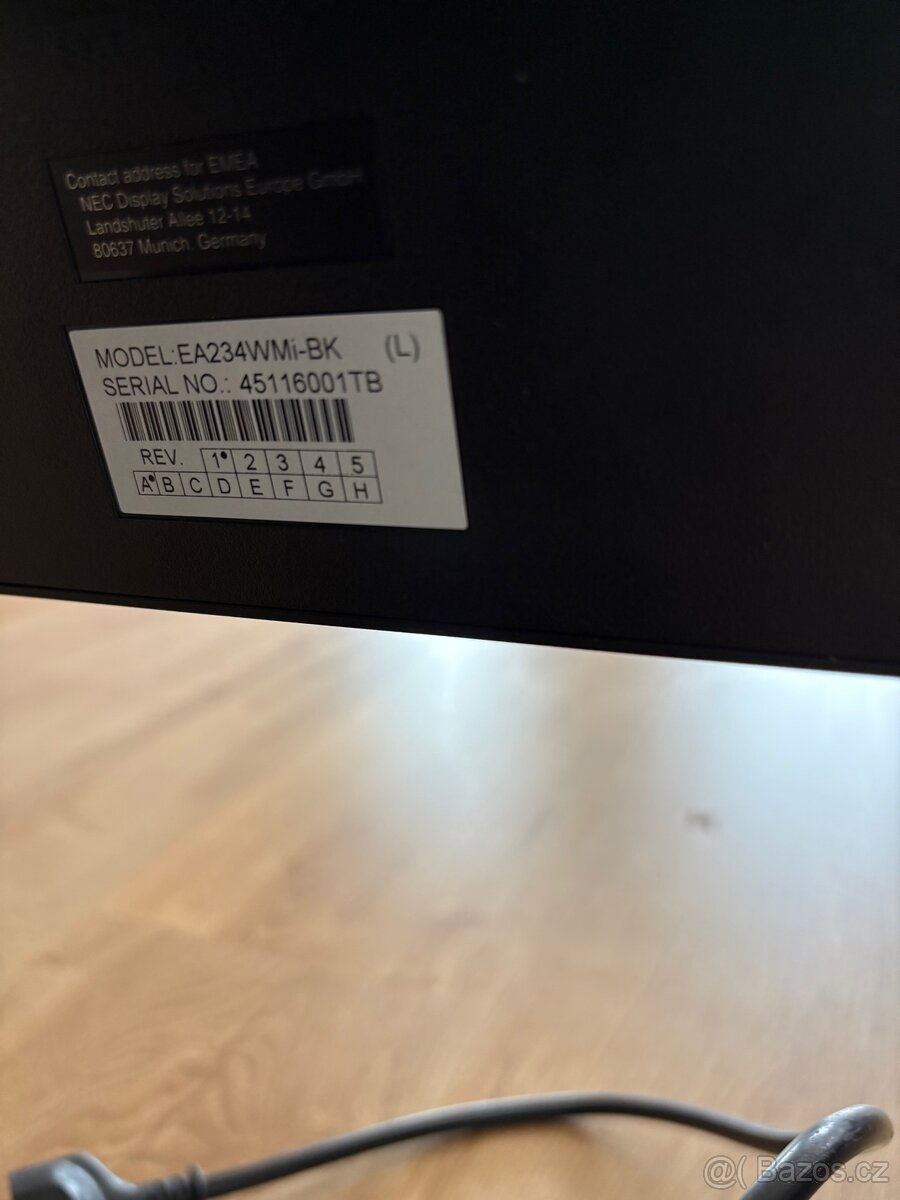 Contact address for EMEA
NEC Display Solutions Europe GmbH
Landshuter Allee 12-14
80637 Munich. Germany
MODEL:EA234WMi-BK (L)
SERIAL NO.: 45116001TB
REV. 1 2 3 4 5
A B C D E F G H
@( Bazos.cz